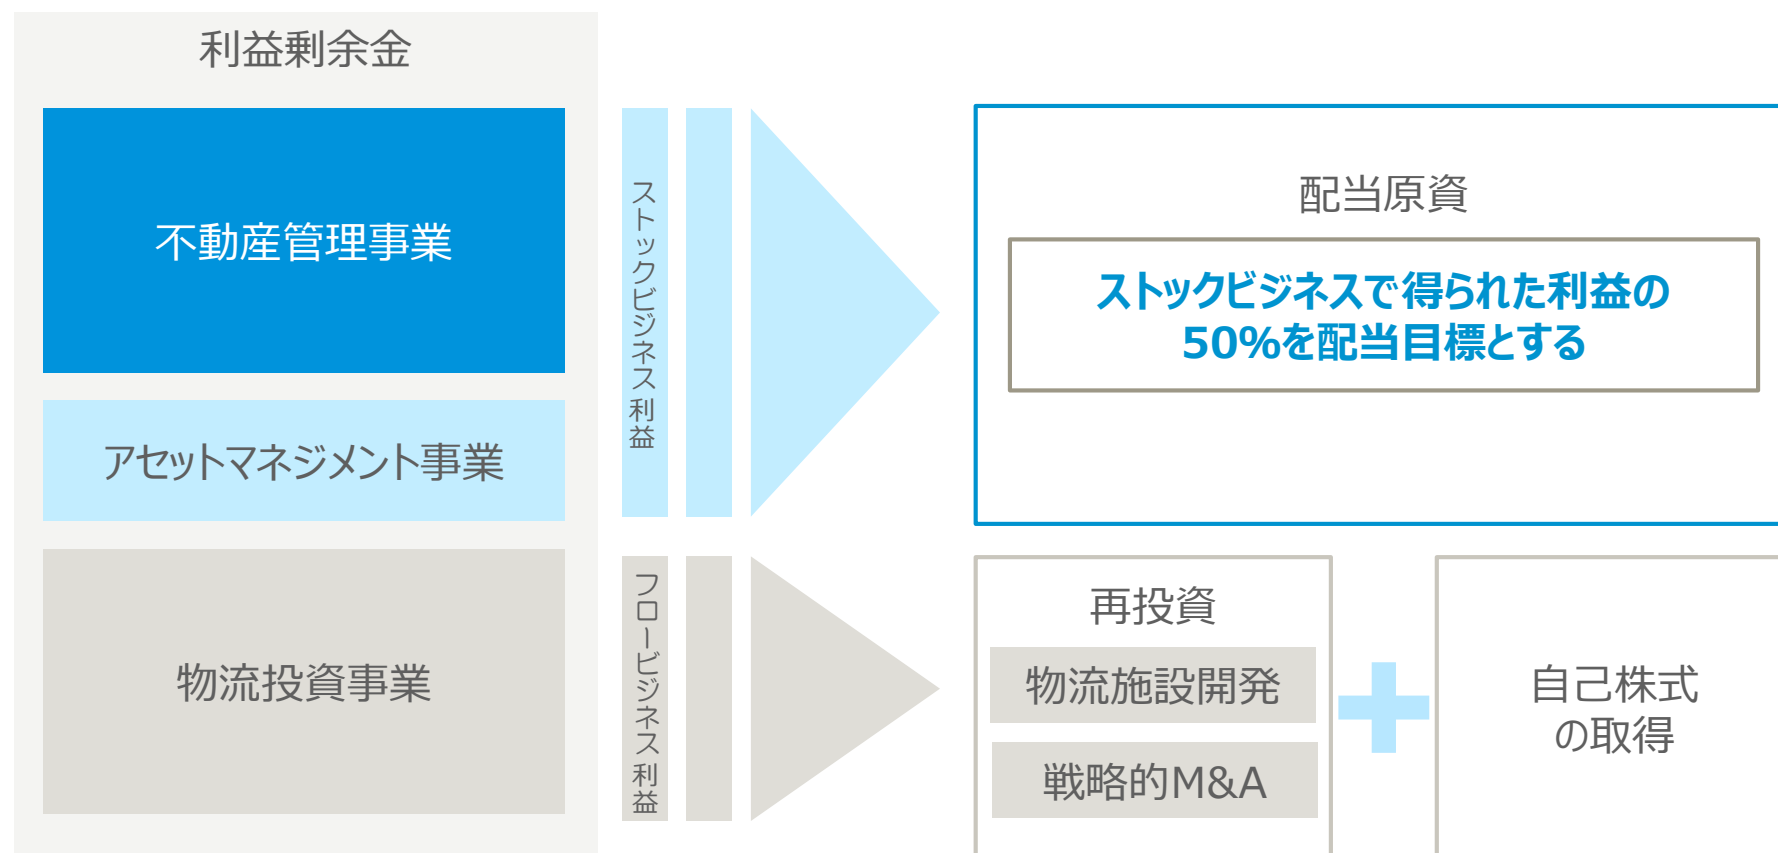 利益剰余金
不動産管理事業
アセットマネジメント事業
物流投資事業
ストックビジネス利益
フロービジネス利益
配当原資
ストックビジネスで得られた利益の
50%を配当目標とする
再投資
物流施設開発
戦略的M&A
自己株式
の取得